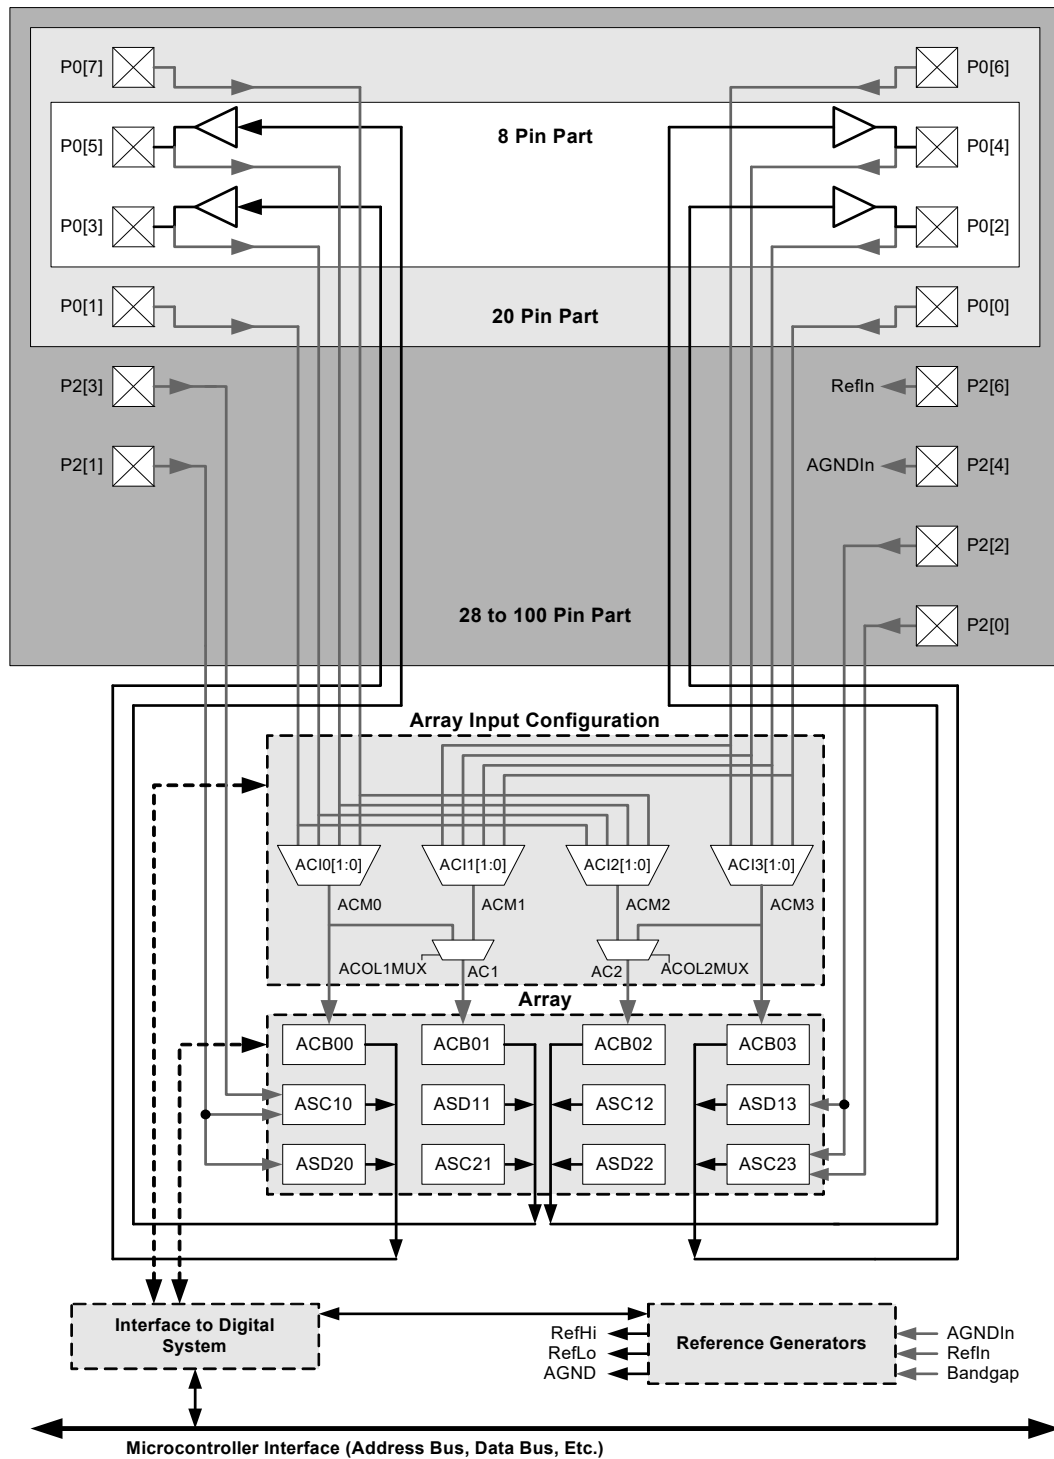 P0[7] P0[6]
8 Pin Part
P0[5] P0[4]
P0[3] P0[2]
P0[1] P0[0]
20 Pin Part
P2[3] RefIn P2[6]
P2[1] AGNDIn P2[4]
P2[2]
28 to 100 Pin Part P2[0]
Array Input Configuration
ACI0[1:0] ACI1[1:0] ACI2[1:0] ACI3[1:0]
ACM0 ACM1 ACM2 ACM3
ACOL1MUX AC1 AC2 ACOL2MUX
Array
ACB00 ACB01 ACB02 ACB03
ASC10 ASD11 ASC12 ASD13
ASD20 ASC21 ASD22 ASC23
Interface to Digital
System
RefHi
RefLo
AGND
Reference Generators
AGNDIn
RefIn
Bandgap
Microcontroller Interface (Address Bus, Data Bus, Etc.)